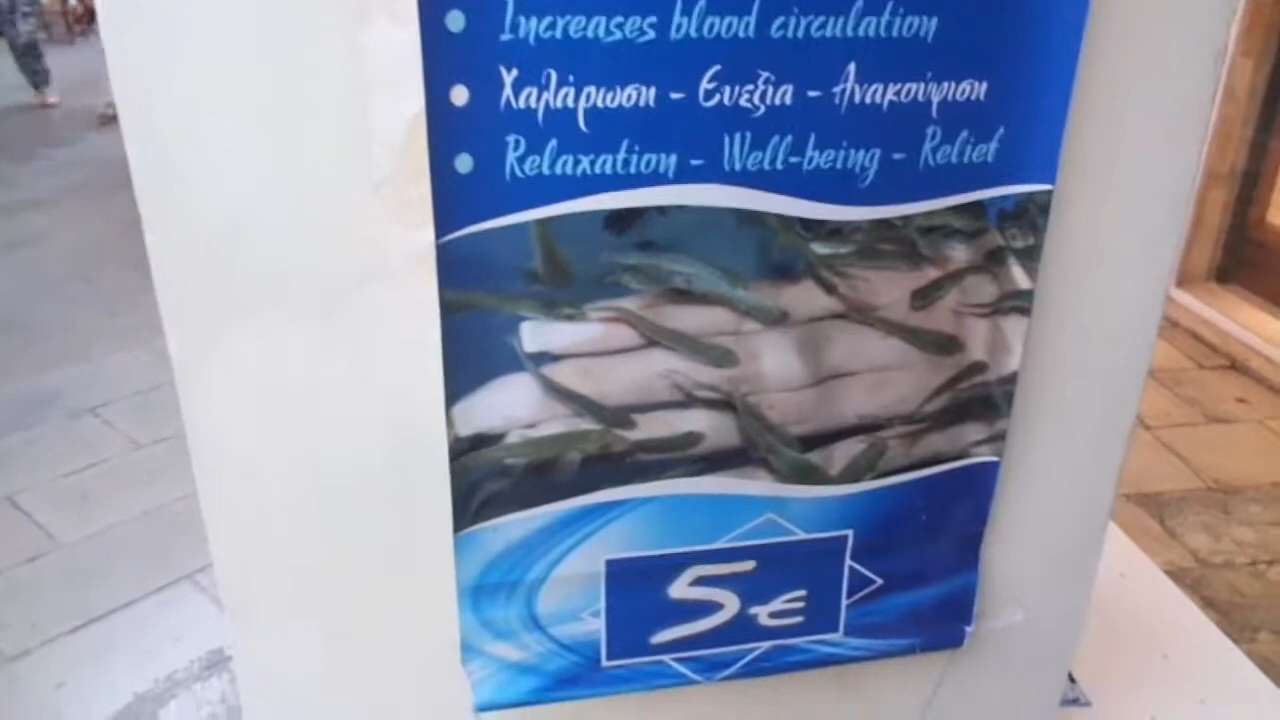 • Increases blood circulation
• Χαλάρωση - Ευεξία - Ανακούφιση
• Relaxation - Well-being - Relief
5€